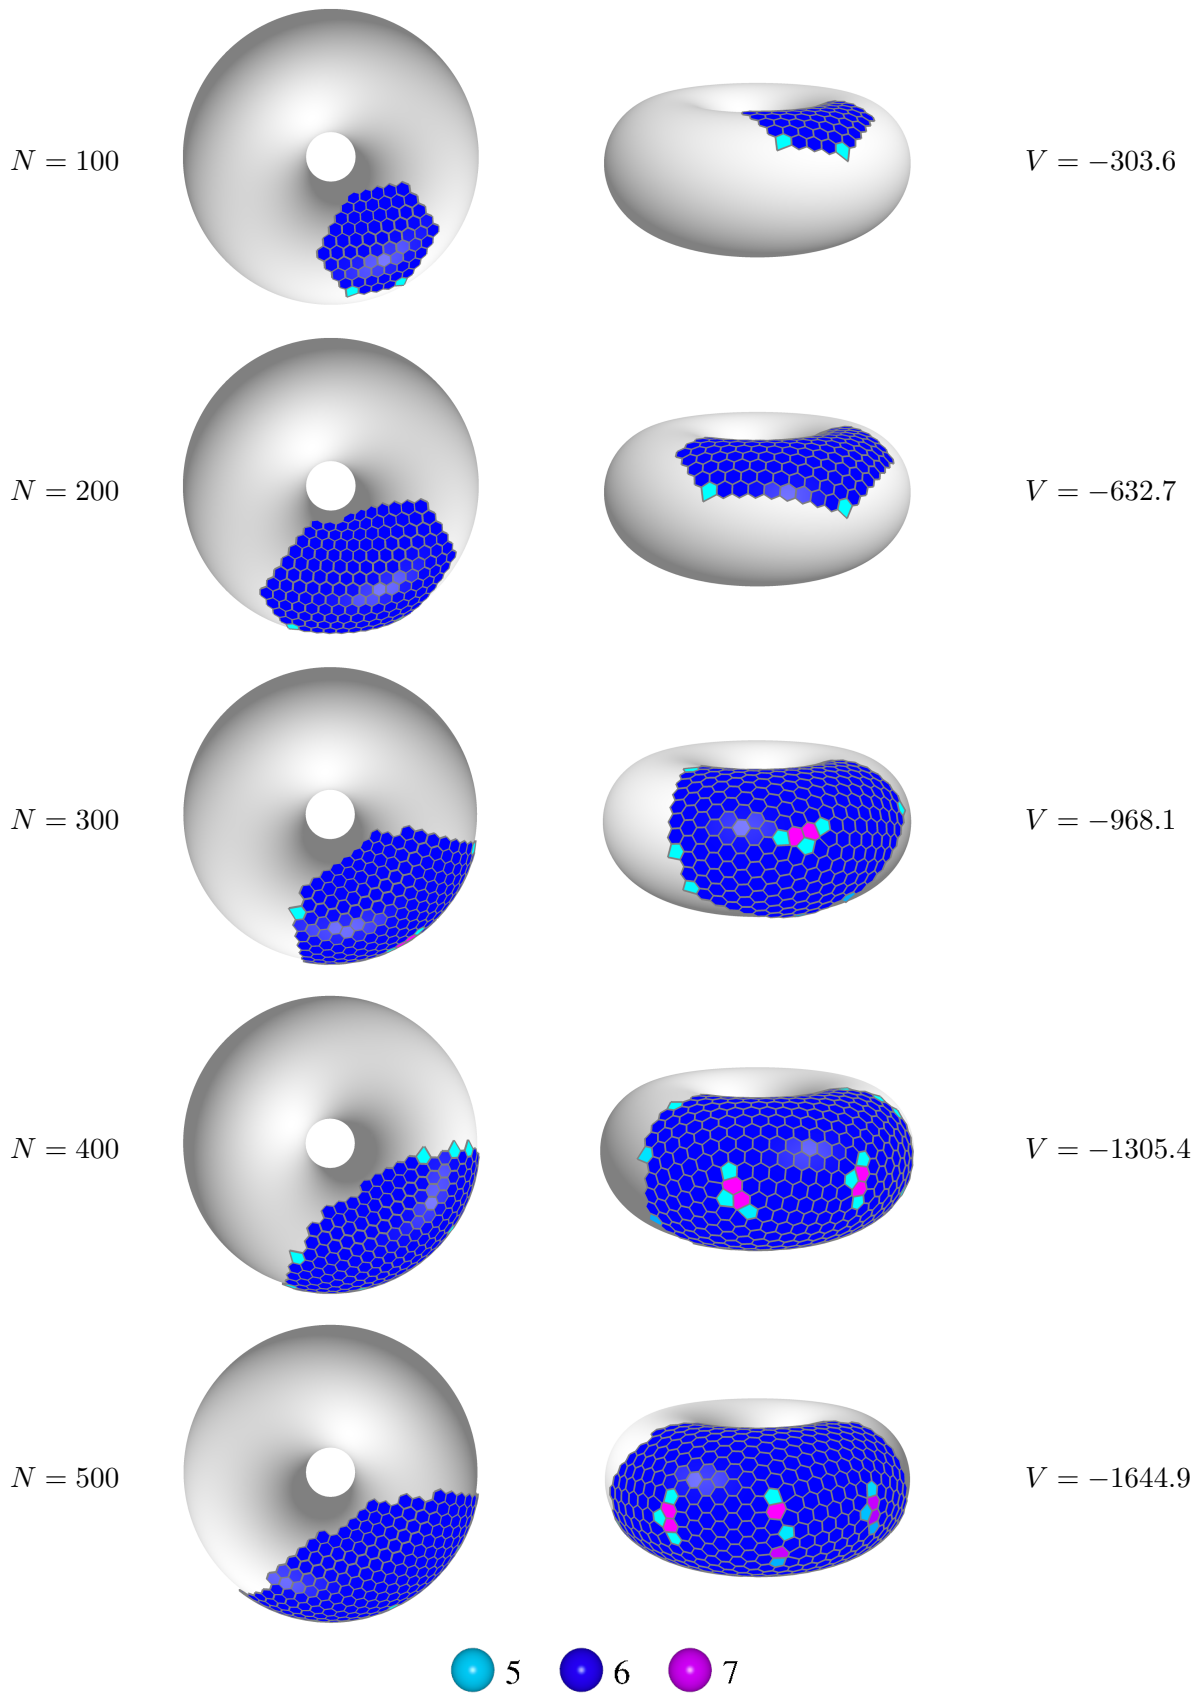 N = 100 V = −303.6
N = 200 V = −632.7
N = 300 V = −968.1
N = 400 V = −1305.4
N = 500 V = −1644.9
5 6 7